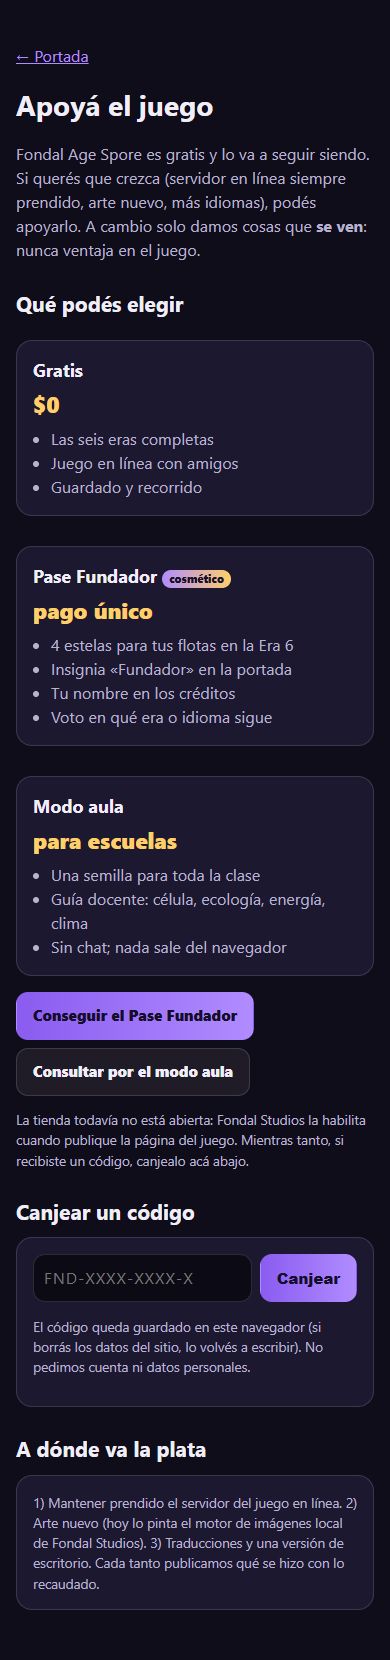 ← Portada
Apoyá el juego
Fondal Age Spore es gratis y lo va a seguir siendo.
Si querés que crezca (servidor en línea siempre
prendido, arte nuevo, más idiomas), podés
apoyarlo. A cambio solo damos cosas que se ven:
nunca ventaja en el juego.
Qué podés elegir
Gratis
$0
• Las seis eras completas
• Juego en línea con amigos
• Guardado y recorrido
Pase Fundador cosmético
pago único
• 4 estelas para tus flotas en la Era 6
• Insignia «Fundador» en la portada
• Tu nombre en los créditos
• Voto en qué era o idioma sigue
Modo aula
para escuelas
• Una semilla para toda la clase
• Guía docente: célula, ecología, energía,
clima
• Sin chat; nada sale del navegador
Conseguir el Pase Fundador
Consultar por el modo aula
La tienda todavía no está abierta: Fondal Studios la habilita
cuando publique la página del juego. Mientras tanto, si
recibiste un código, canjealo acá abajo.
Canjear un código
FND-XXXX-XXXX-X Canjear
El código queda guardado en este navegador (si
borrás los datos del sitio, lo volvés a escribir). No
pedimos cuenta ni datos personales.
A dónde va la plata
1) Mantener prendido el servidor del juego en línea. 2)
Arte nuevo (hoy lo pinta el motor de imágenes local
de Fondal Studios). 3) Traducciones y una versión de
escritorio. Cada tanto publicamos qué se hizo con lo
recaudado.